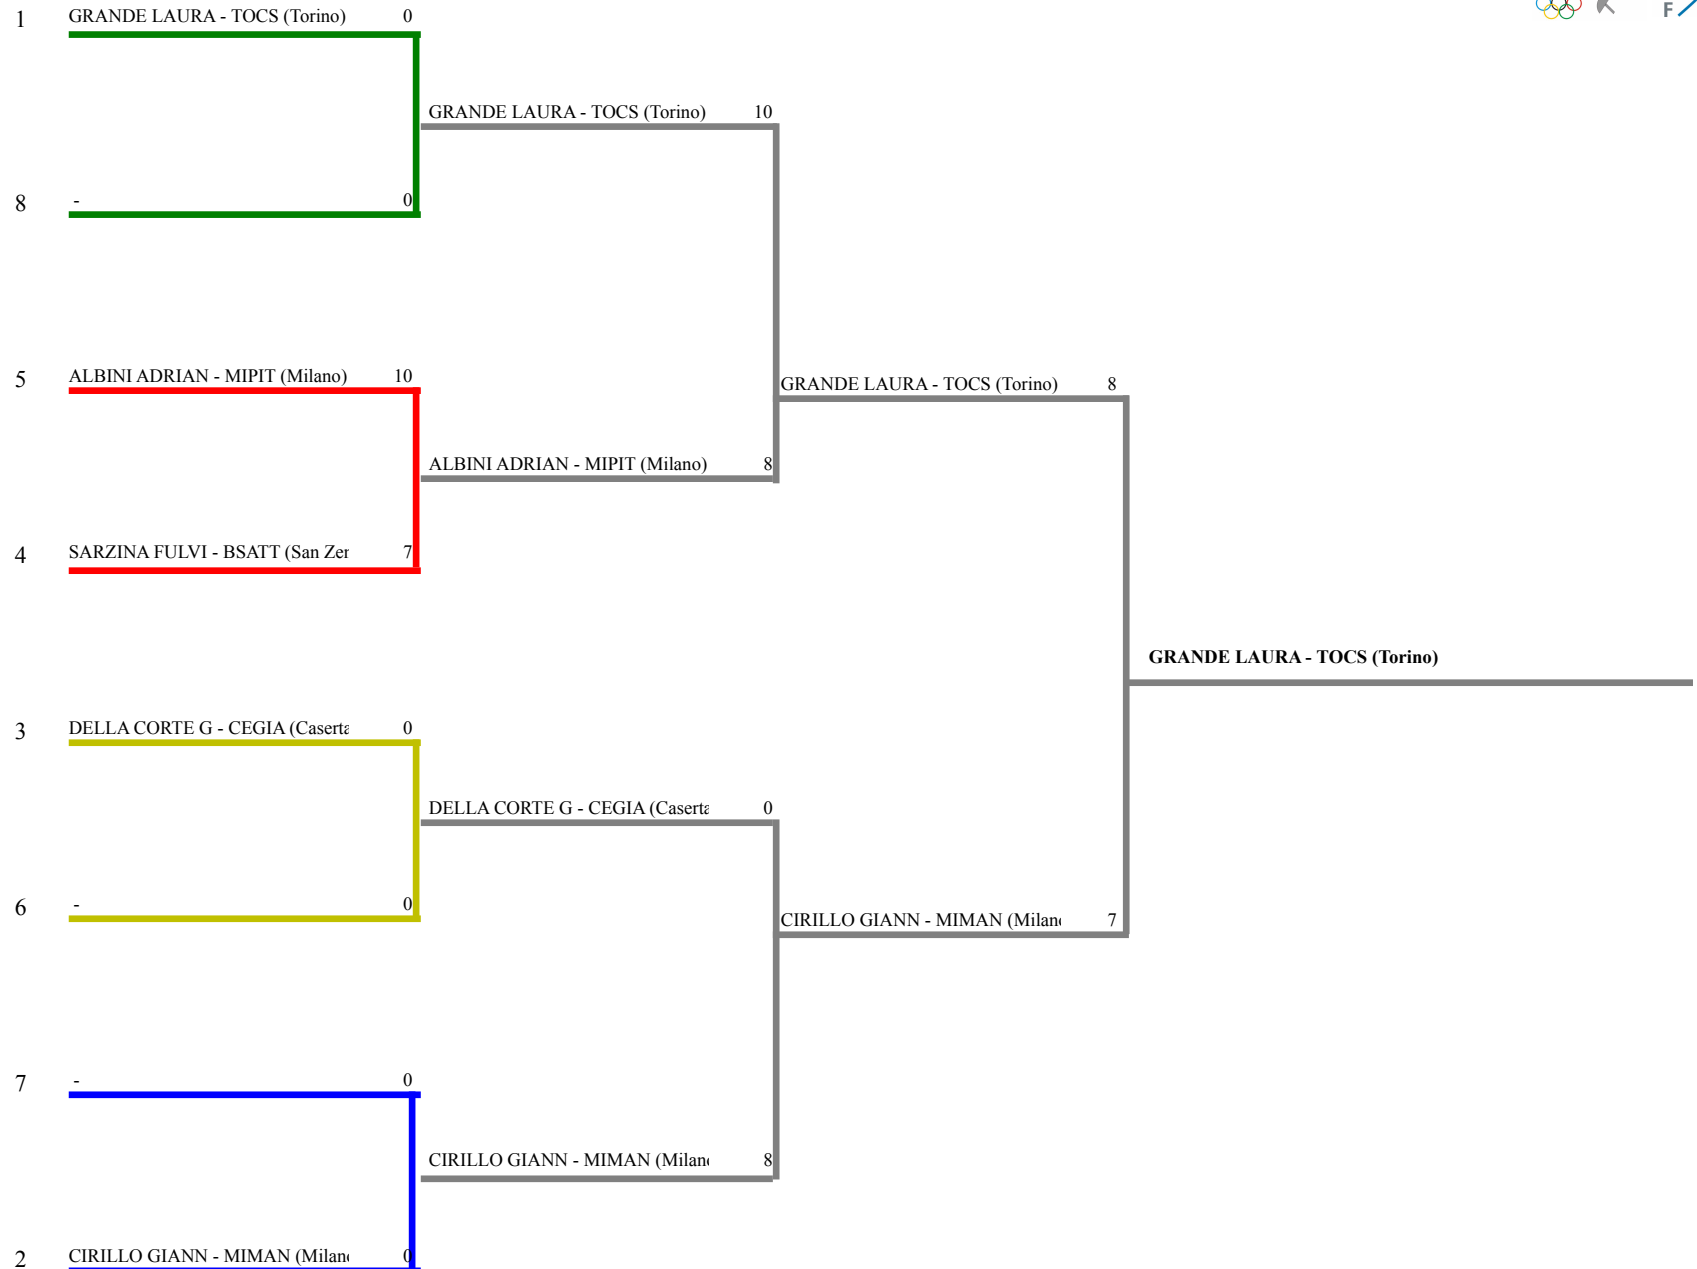 1 GRANDE LAURA - TOCS (Torino) 0
GRANDE LAURA - TOCS (Torino) 10
8 - 0
5 ALBINI ADRIAN - MIPIT (Milano) 10
GRANDE LAURA - TOCS (Torino) 8
ALBINI ADRIAN - MIPIT (Milano) 8
4 SARZINA FULVI - BSATT (San Zer 7
GRANDE LAURA - TOCS (Torino)
3 DELLA CORTE G - CEGIA (Caserta 0
DELLA CORTE G - CEGIA (Caserta 0
6 - 0
CIRILLO GIANN - MIMAN (Milan 7
7 - 0
CIRILLO GIANN - MIMAN (Milan 8
2 CIRILLO GIANN - MIMAN (Milan 0
F